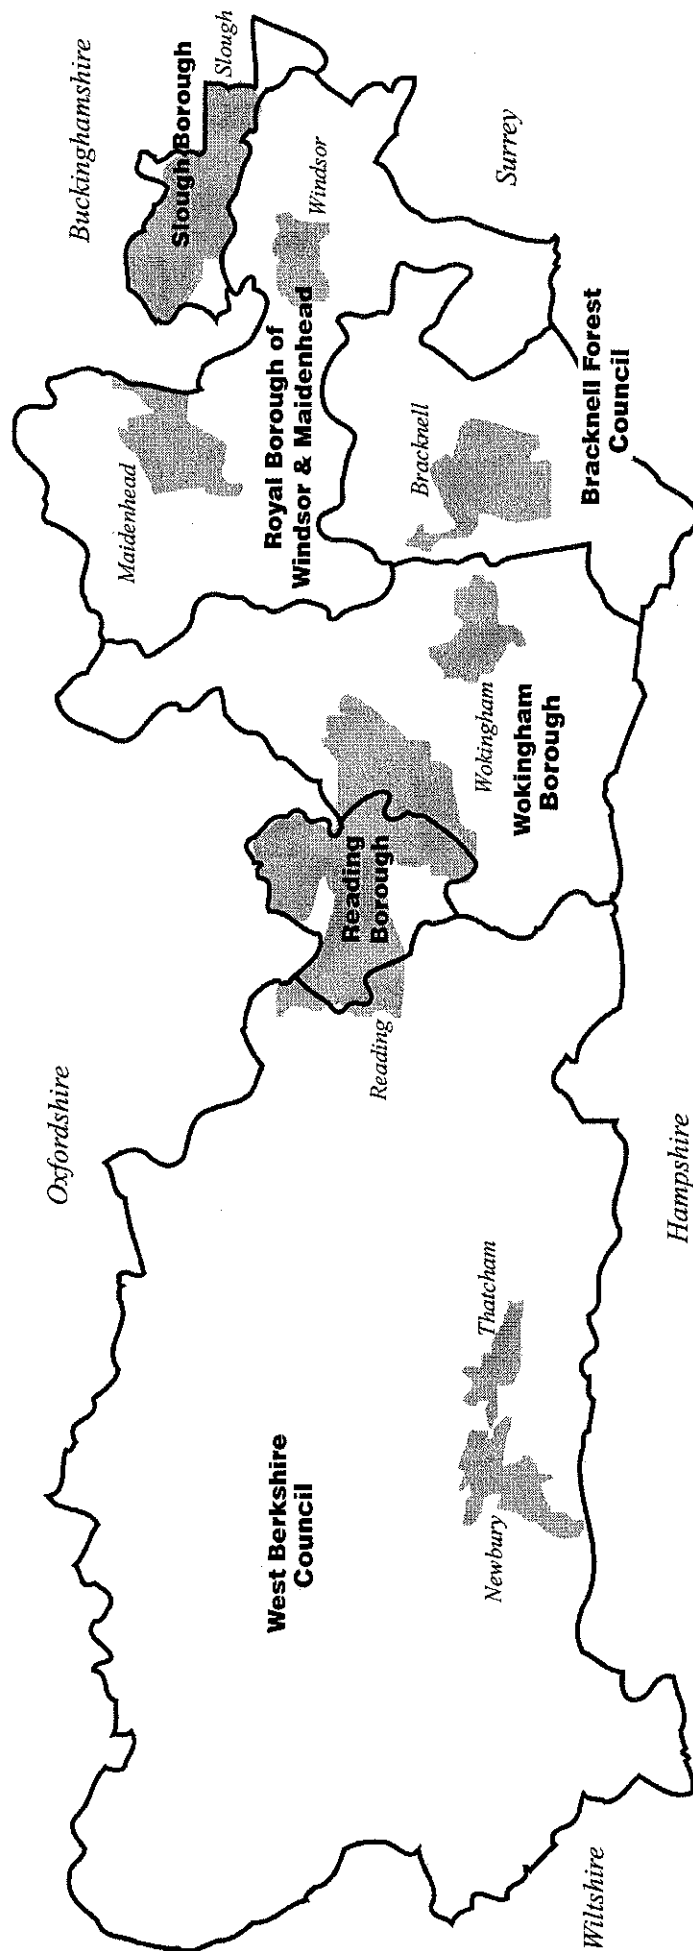 Buckinghamshire
Slough
Slough Borough
Oxfordshire
Maidenhead
Windsor
Royal Borough of
Windsor & Maidenhead
Surrey
Bracknell
Bracknell Forest
Council
Reading
Borough
Reading
Wokingham
Wokingham
Borough
West Berkshire
Council
Thatcham
Newbury
Hampshire
Wiltshire